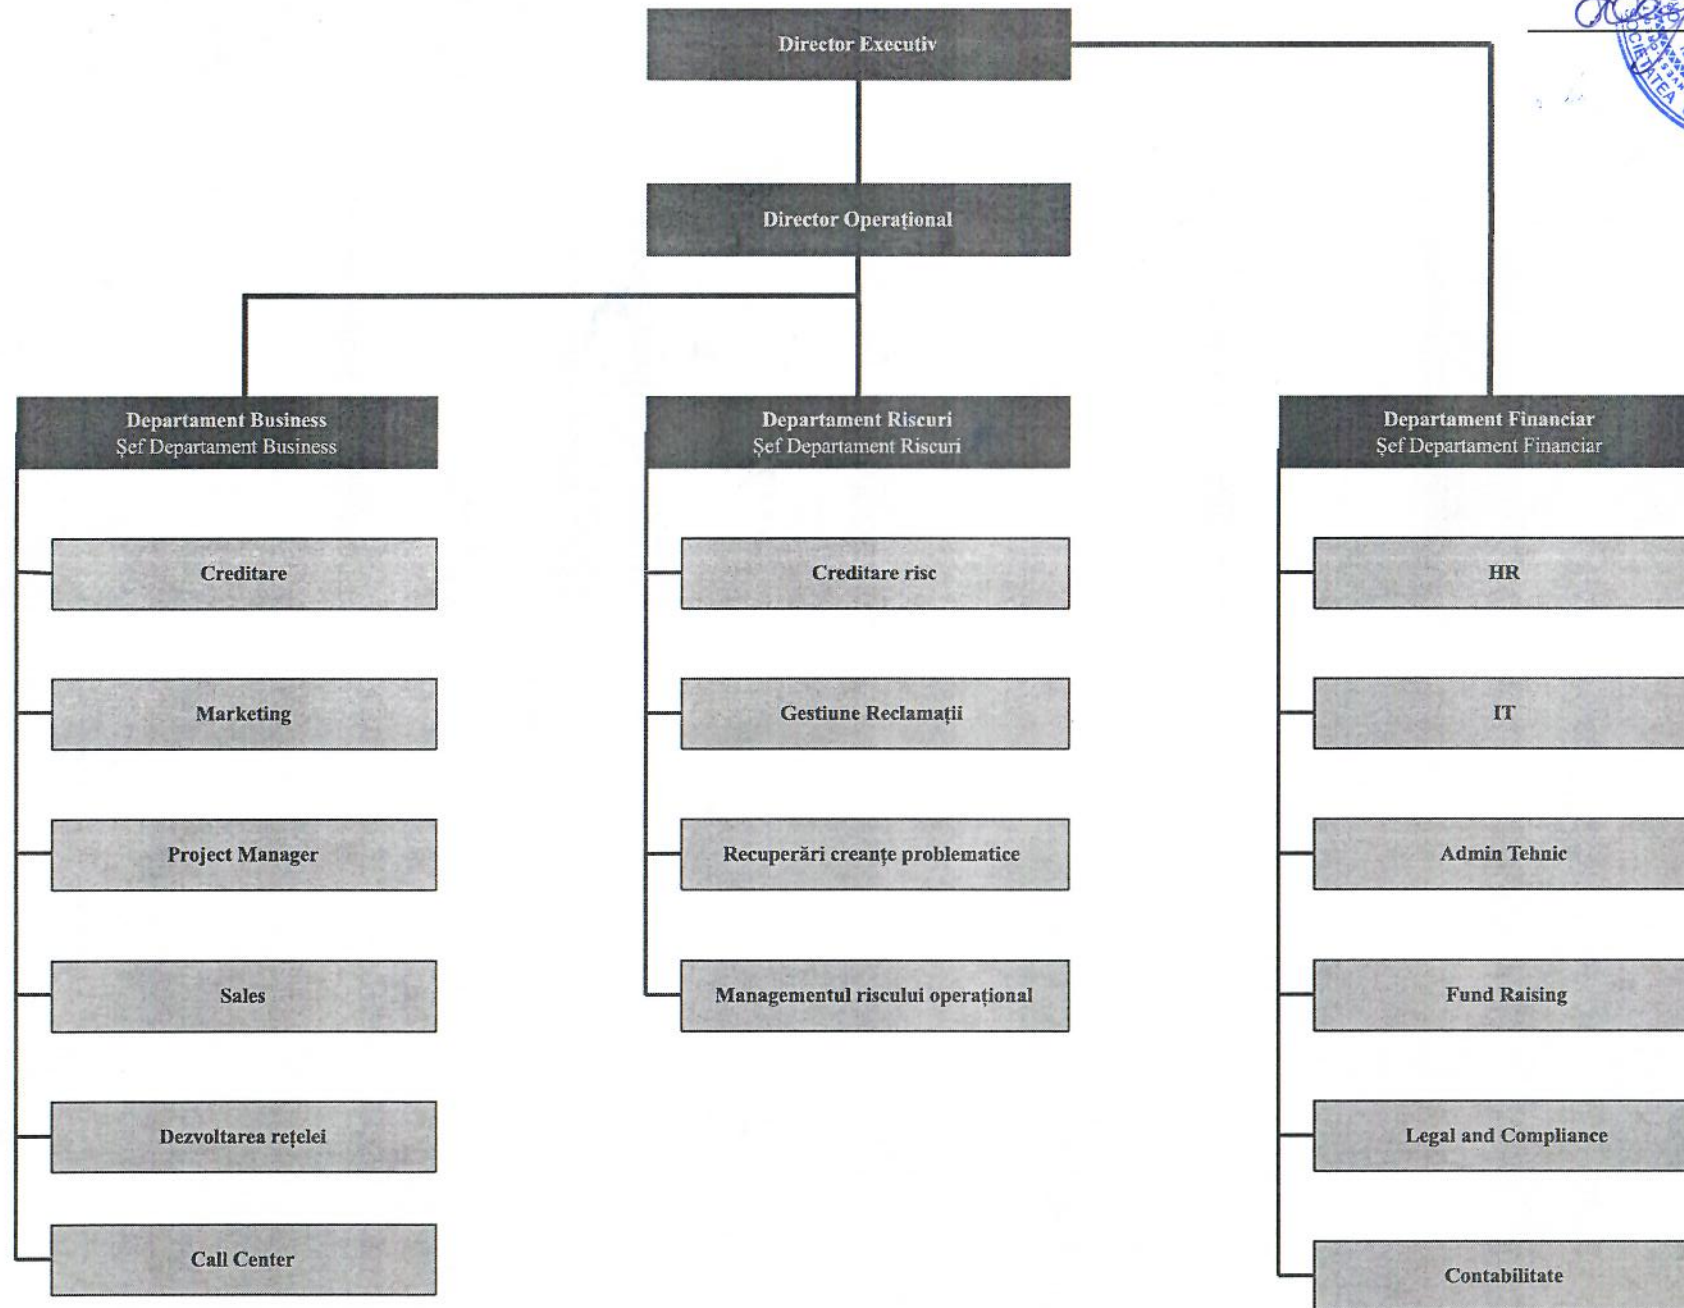 Director Executiv
Director Operațional
Departament Business
Șef Departament Business
Departament Riscuri
Șef Departament Riscuri
Departament Financiar
Șef Departament Financiar
Creditare
Creditare risc
HR
Marketing
Gestiune Reclamații
IT
Project Manager
Recuperări creanțe problematice
Admin Tehnic
Sales
Managementul riscului operațional
Fund Raising
Dezvoltarea rețelei
Legal and Compliance
Call Center
Contabilitate
SOCIETATEA